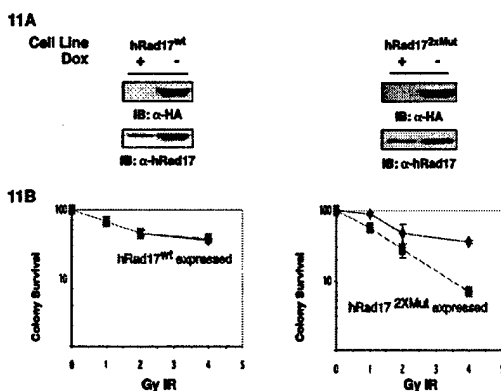 11A
Cell Line hRad17wt hRad172xMut
Dox + - + -
IB: α-HA IB: α-HA
IB: α-hRad17 IB: α-hRad17
11B
100 100
Colony Survival Colony Survival
hRad17wt expressed
10 10
hRad17 2XMut expressed
0 1 2 3 4 5 0 1 2 3 4 5
Gy IR Gy IR